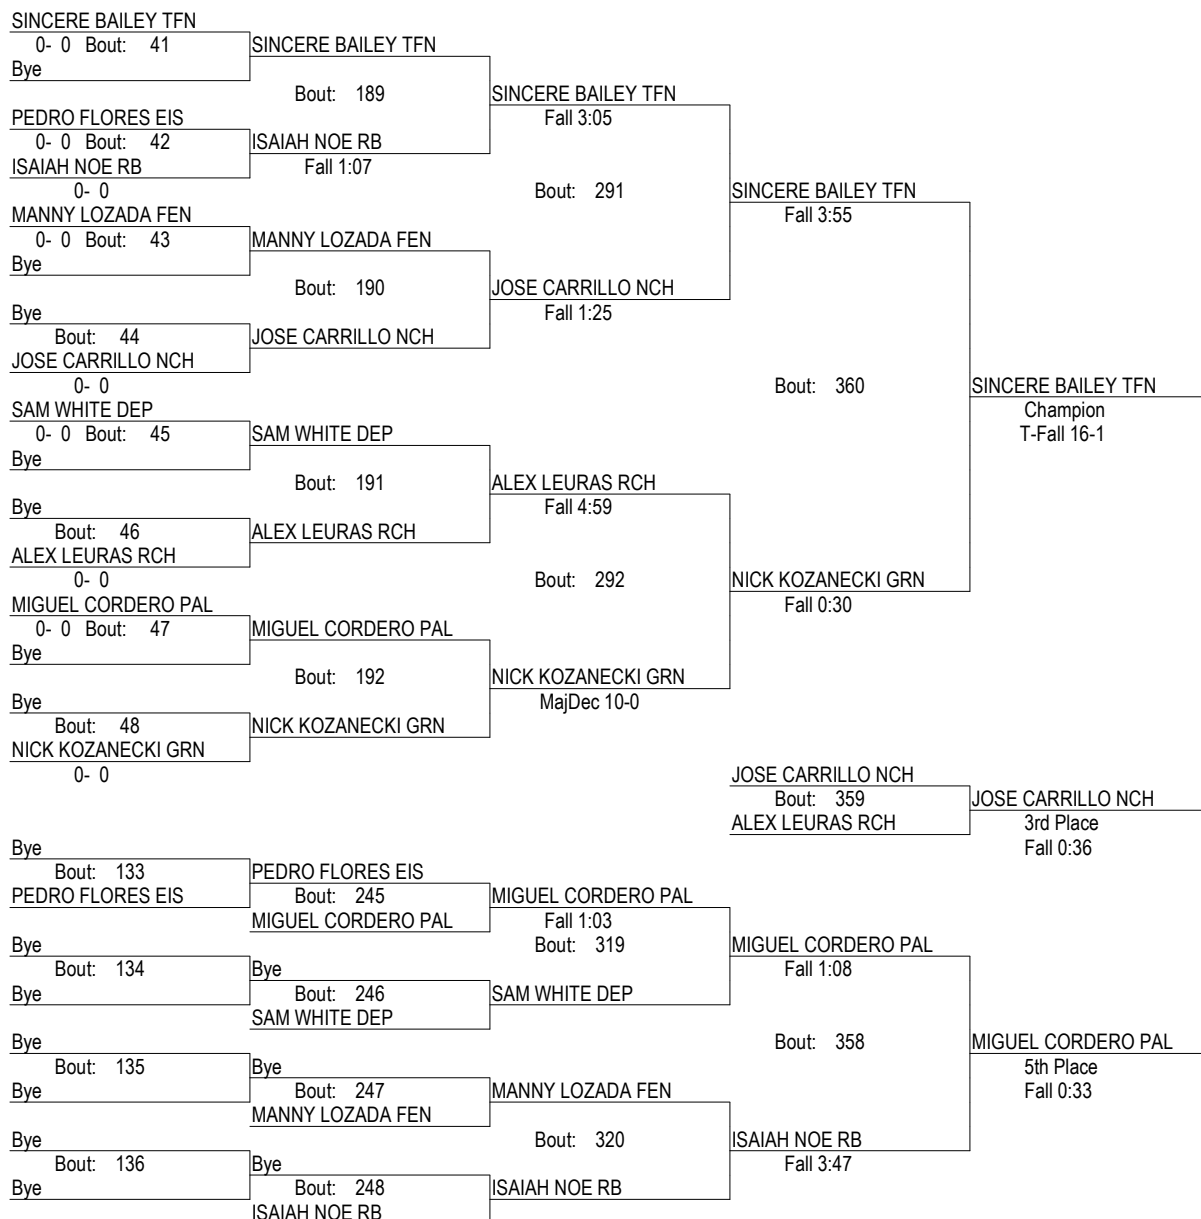 SINCERE BAILEY TFN
0- 0 Bout: 41 SINCERE BAILEY TFN
Bye
Bout: 189 SINCERE BAILEY TFN
PEDRO FLORES EIS Fall 3:05
0- 0 Bout: 42 ISAIAH NOE RB
ISAIAH NOE RB Fall 1:07
0- 0 Bout: 291 SINCERE BAILEY TFN
MANNY LOZADA FEN Fall 3:55
0- 0 Bout: 43 MANNY LOZADA FEN
Bye
Bout: 190 JOSE CARRILLO NCH
Bye Fall 1:25
Bout: 44 JOSE CARRILLO NCH
JOSE CARRILLO NCH
0- 0 Bout: 360 SINCERE BAILEY TFN
SAM WHITE DEP Champion
0- 0 Bout: 45 SAM WHITE DEP T-Fall 16-1
Bye
Bout: 191 ALEX LEURAS RCH
Bye Fall 4:59
Bout: 46 ALEX LEURAS RCH
ALEX LEURAS RCH
0- 0 Bout: 292 NICK KOZANECKI GRN
MIGUEL CORDERO PAL Fall 0:30
0- 0 Bout: 47 MIGUEL CORDERO PAL
Bye
Bout: 192 NICK KOZANECKI GRN
Bye MajDec 10-0
Bout: 48 NICK KOZANECKI GRN
NICK KOZANECKI GRN
0- 0 JOSE CARRILLO NCH
Bout: 359 JOSE CARRILLO NCH
ALEX LEURAS RCH 3rd Place
Bye Fall 0:36
Bout: 133 PEDRO FLORES EIS
PEDRO FLORES EIS Bout: 245 MIGUEL CORDERO PAL
MIGUEL CORDERO PAL Fall 1:03
Bye Bout: 319 MIGUEL CORDERO PAL
Bout: 134 Bye Fall 1:08
Bye Bout: 246 SAM WHITE DEP
SAM WHITE DEP
Bye Bout: 358 MIGUEL CORDERO PAL
Bout: 135 Bye 5th Place
Bye Bout: 247 MANNY LOZADA FEN Fall 0:33
MANNY LOZADA FEN
Bye Bout: 320 ISAIAH NOE RB
Bout: 136 Bye Fall 3:47
Bye Bout: 248 ISAIAH NOE RB
ISAIAH NOE RB